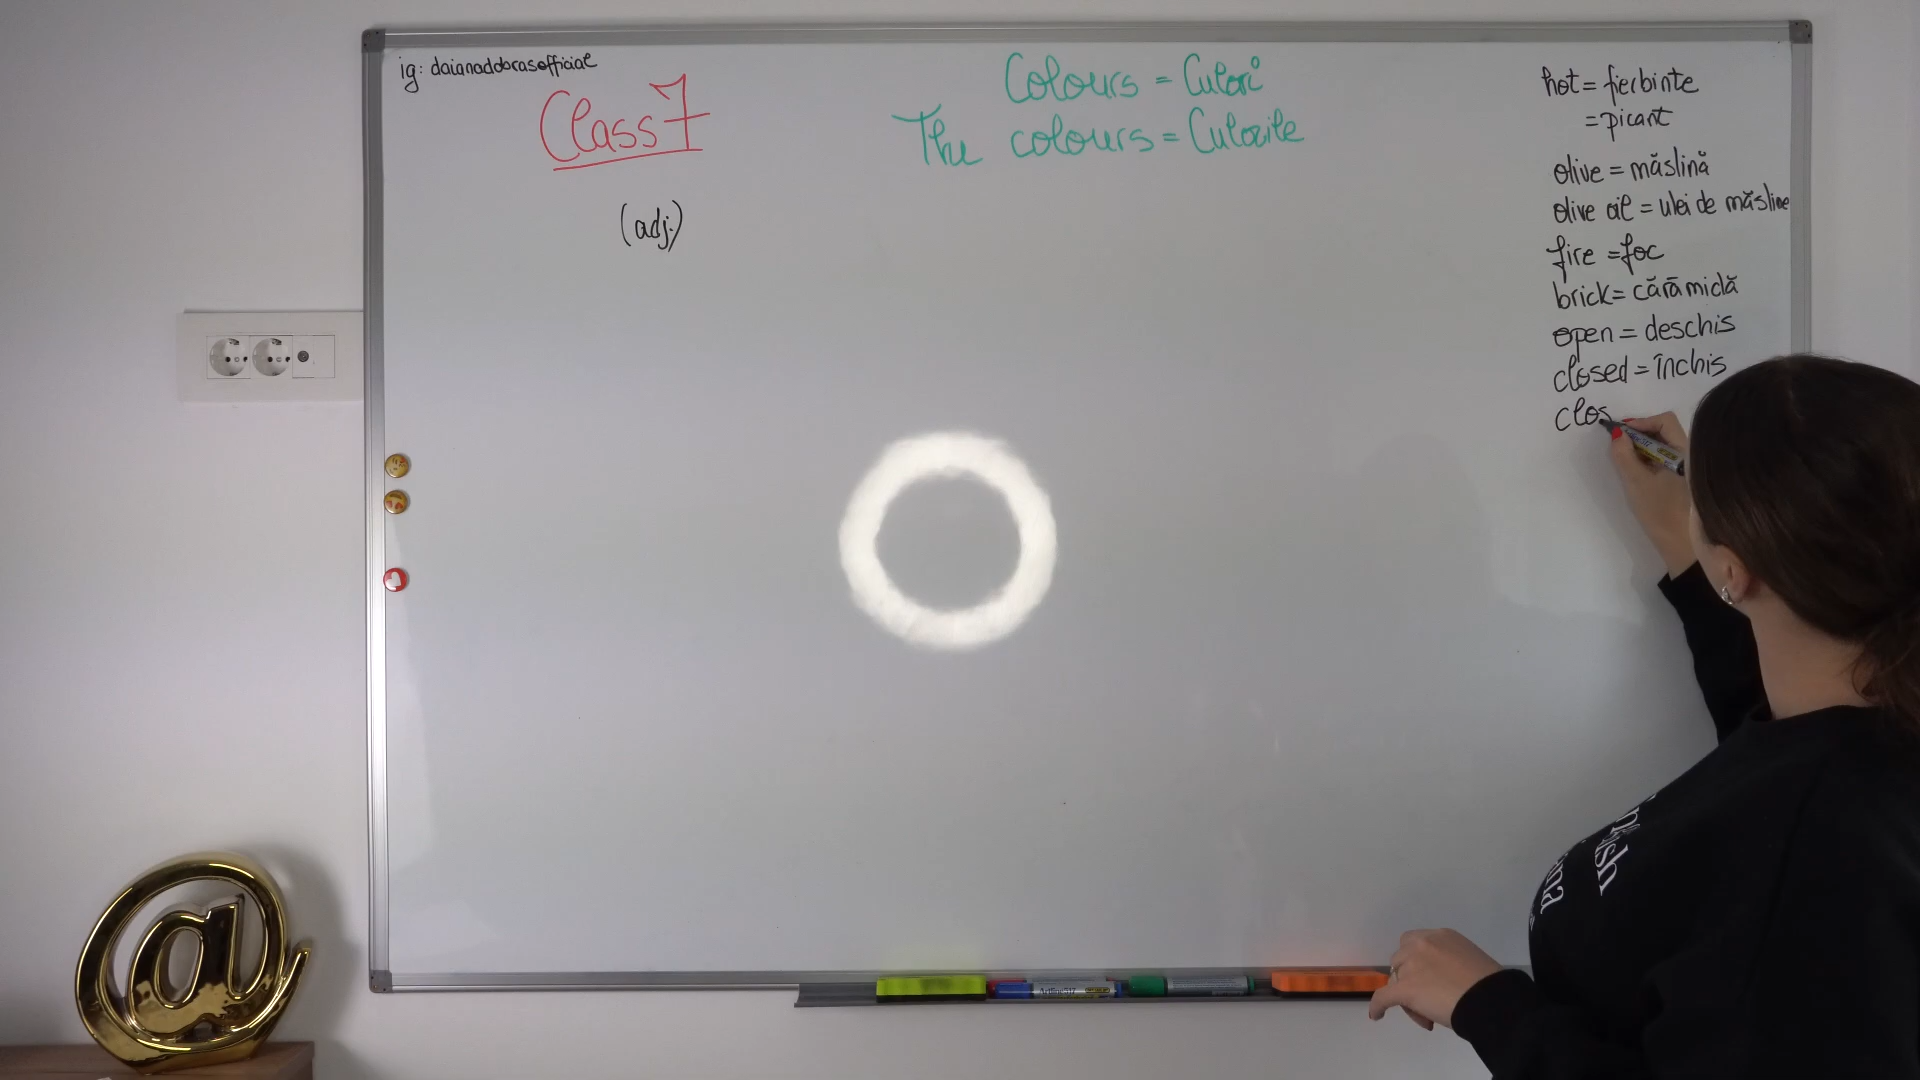 ig: daianaddobrasofficial
Class 7
(adj.)
Colours = Culori
The colours = Culorile
hot = fierbinte
= picant
olive = măslină
olive oil = ulei de măsline
fire = foc
brick = cărămidă
open = deschis
closed = închis
clos